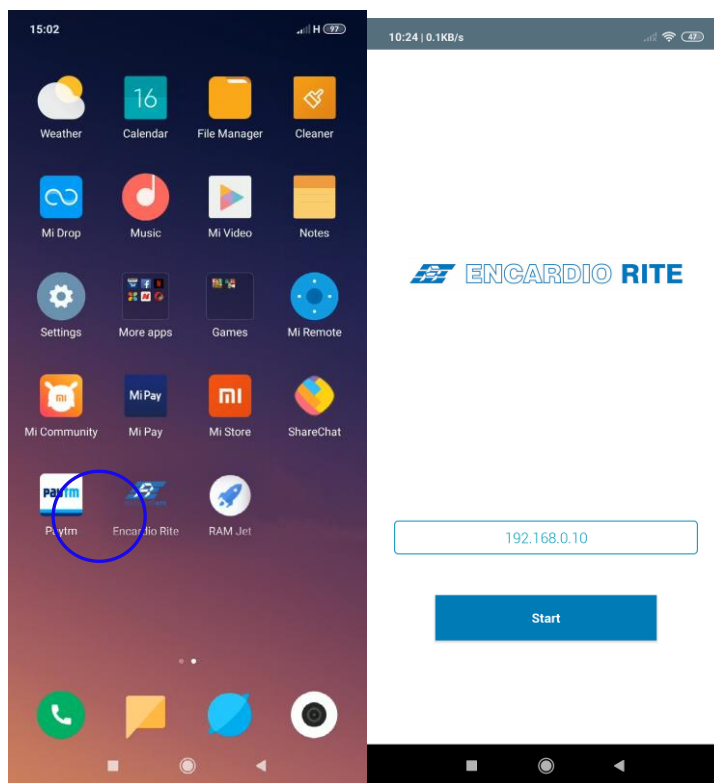 15:02
H 97
16
Weather Calendar File Manager Cleaner
Mi Drop Music Mi Video Notes
Settings More apps Games Mi Remote
Mi Pay
Mi Community Mi Pay Mi Store ShareChat
Paytm
Paytm Encardio Rite RAM Jet
10:24 | 0.1KB/s
47
ENCARDIO RITE
192.168.0.10
Start